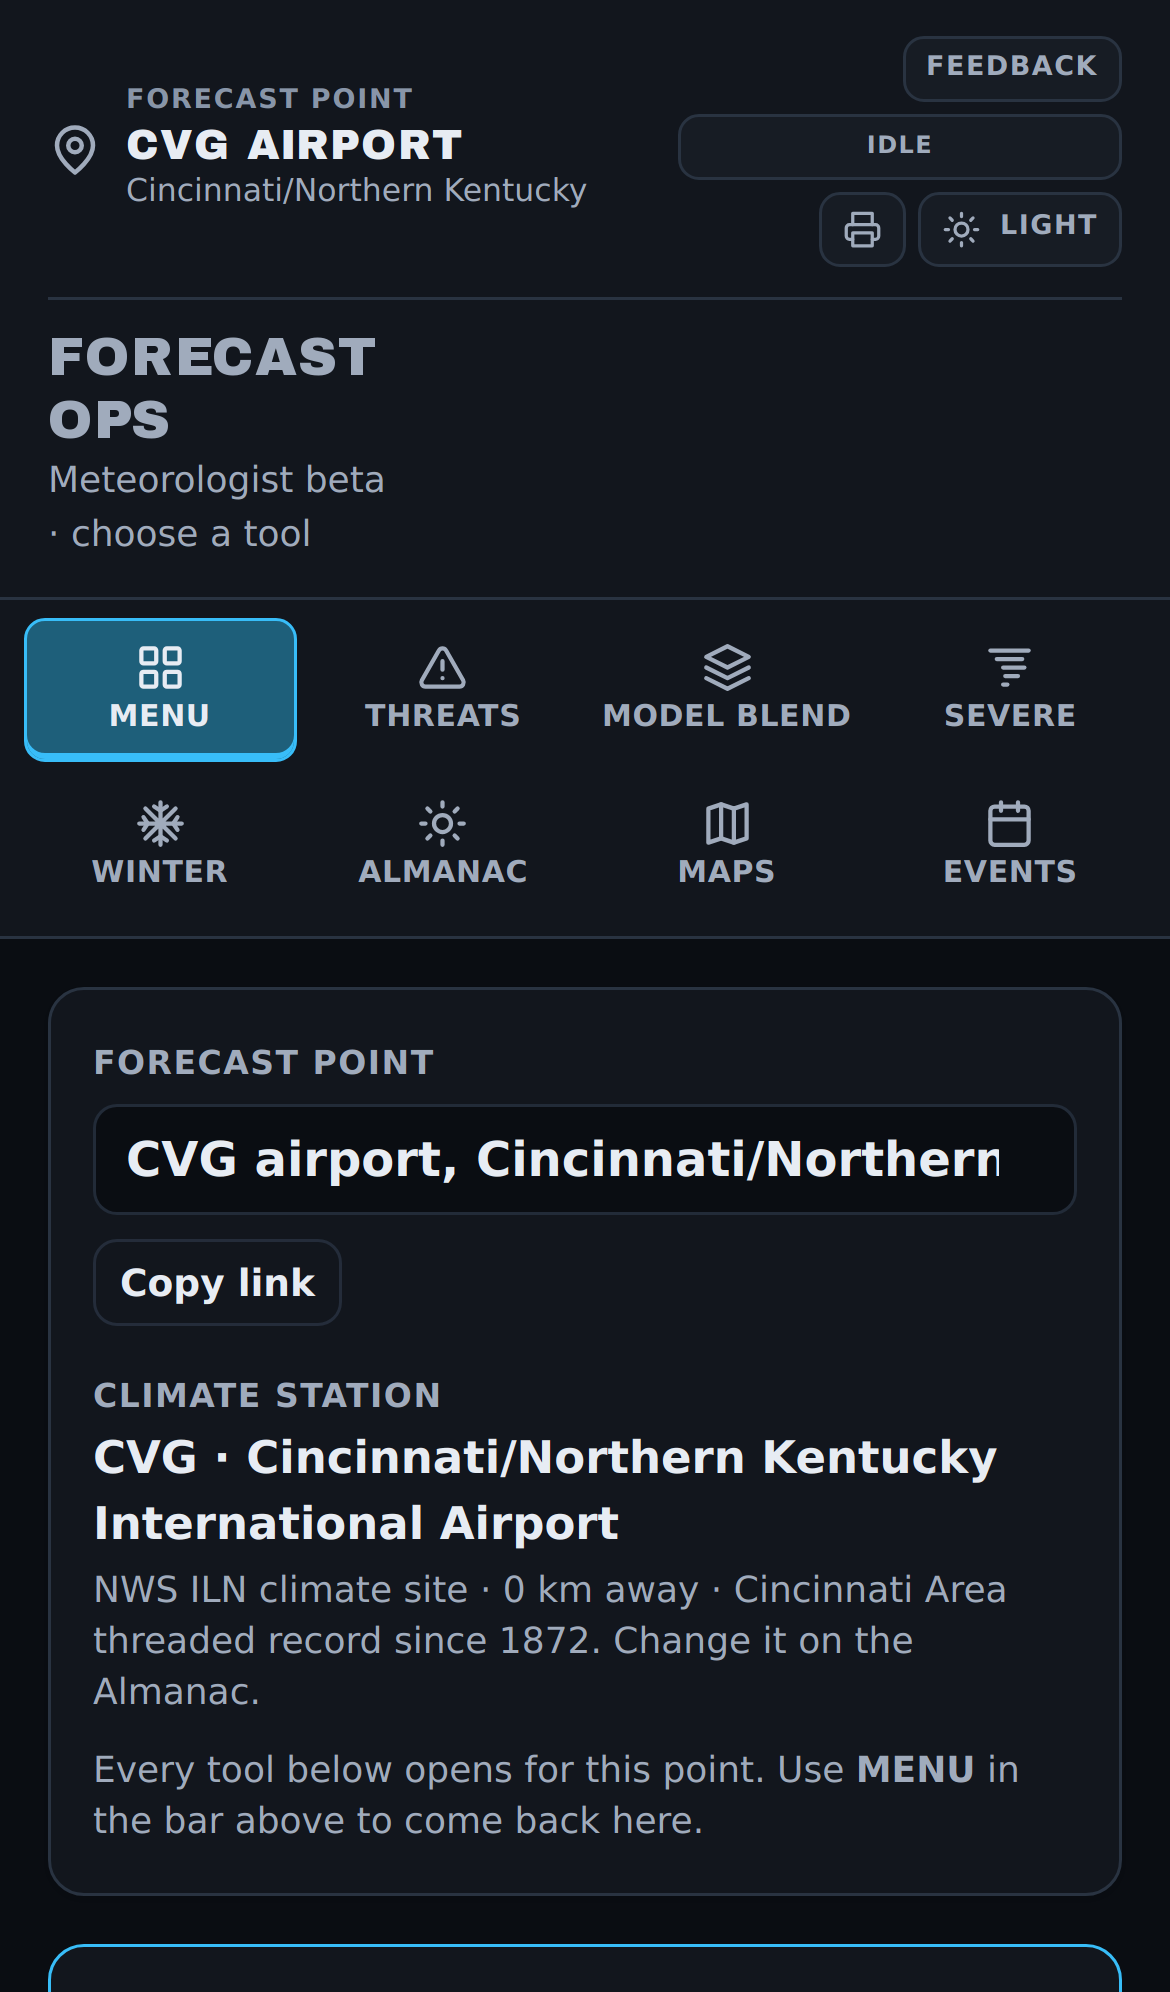 FEEDBACK
FORECAST POINT
CVG AIRPORT
Cincinnati/Northern Kentucky
IDLE
LIGHT
FORECAST
OPS
Meteorologist beta
· choose a tool
MENU
THREATS
MODEL BLEND
SEVERE
WINTER
ALMANAC
MAPS
EVENTS
FORECAST POINT
CVG airport, Cincinnati/Northern
Copy link
CLIMATE STATION
CVG · Cincinnati/Northern Kentucky
International Airport
NWS ILN climate site · 0 km away · Cincinnati Area
threaded record since 1872. Change it on the
Almanac.
Every tool below opens for this point. Use MENU in
the bar above to come back here.